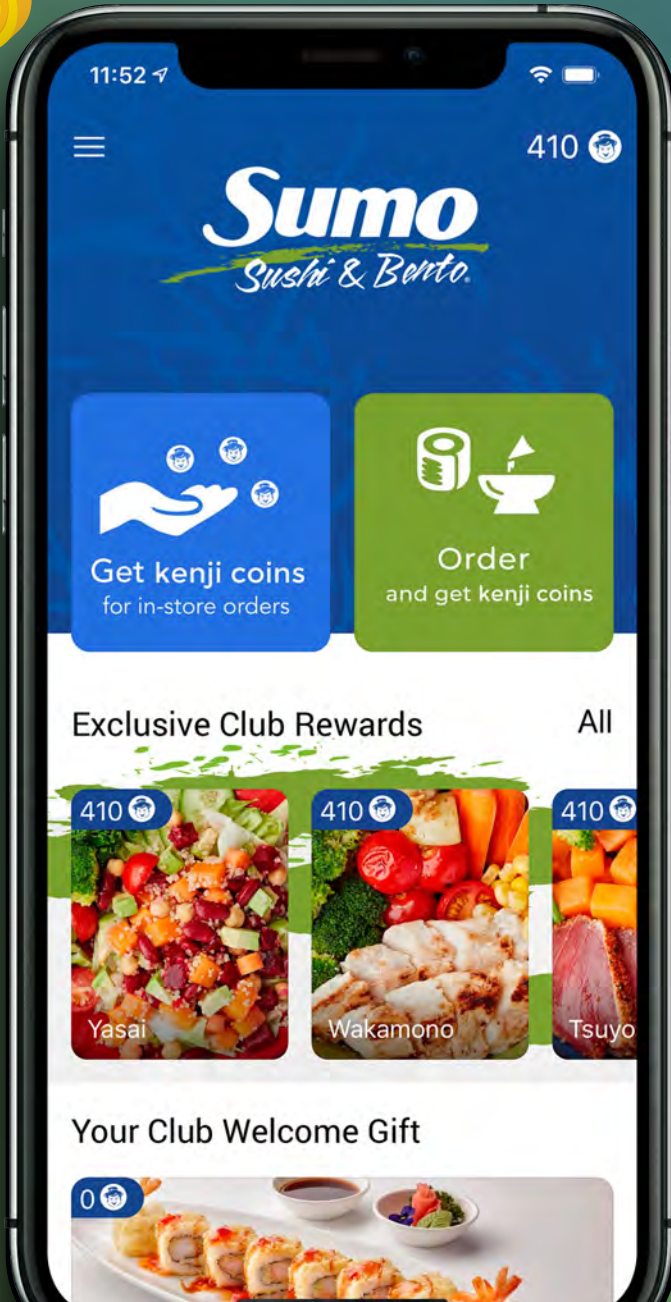 11:52
410
Sumo
Sushi & Bento
Get kenji coins
for in-store orders
Order
and get kenji coins
Exclusive Club Rewards
All
410
410
410
Yasai
Wakamono
Tsuyo
Your Club Welcome Gift
0